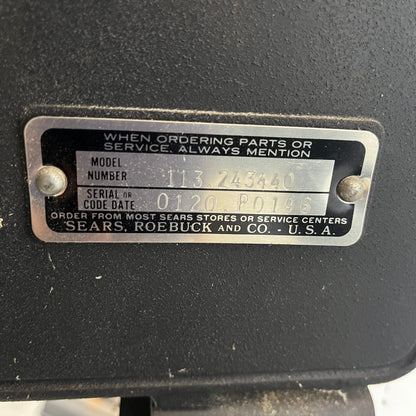 WHEN ORDERING PARTS OR
SERVICE, ALWAYS MENTION
MODEL
NUMBER 113.243440
SERIAL OR
CODE DATE 0120 P0196
ORDER FROM MOST SEARS STORES OR SERVICE CENTERS
SEARS, ROEBUCK AND CO. - U.S.A.